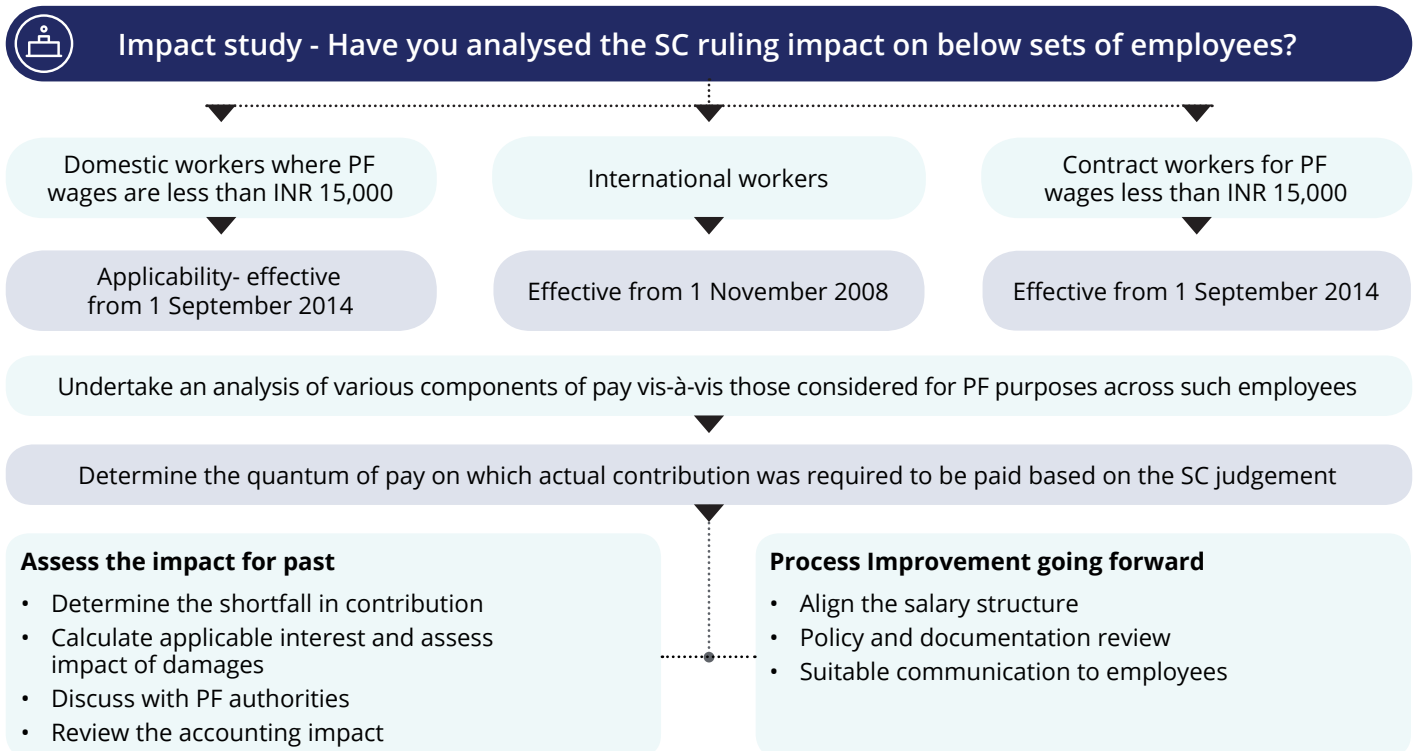 Impact study - Have you analysed the SC ruling impact on below sets of employees?
Domestic workers where PF
wages are less than INR 15,000
International workers
Contract workers for PF
wages less than INR 15,000
Applicability- effective
from 1 September 2014
Effective from 1 November 2008
Effective from 1 September 2014
Undertake an analysis of various components of pay vis-à-vis those considered for PF purposes across such employees
Determine the quantum of pay on which actual contribution was required to be paid based on the SC judgement
Assess the impact for past
• Determine the shortfall in contribution
• Calculate applicable interest and assess
impact of damages
• Discuss with PF authorities
• Review the accounting impact
Process Improvement going forward
• Align the salary structure
• Policy and documentation review
• Suitable communication to employees